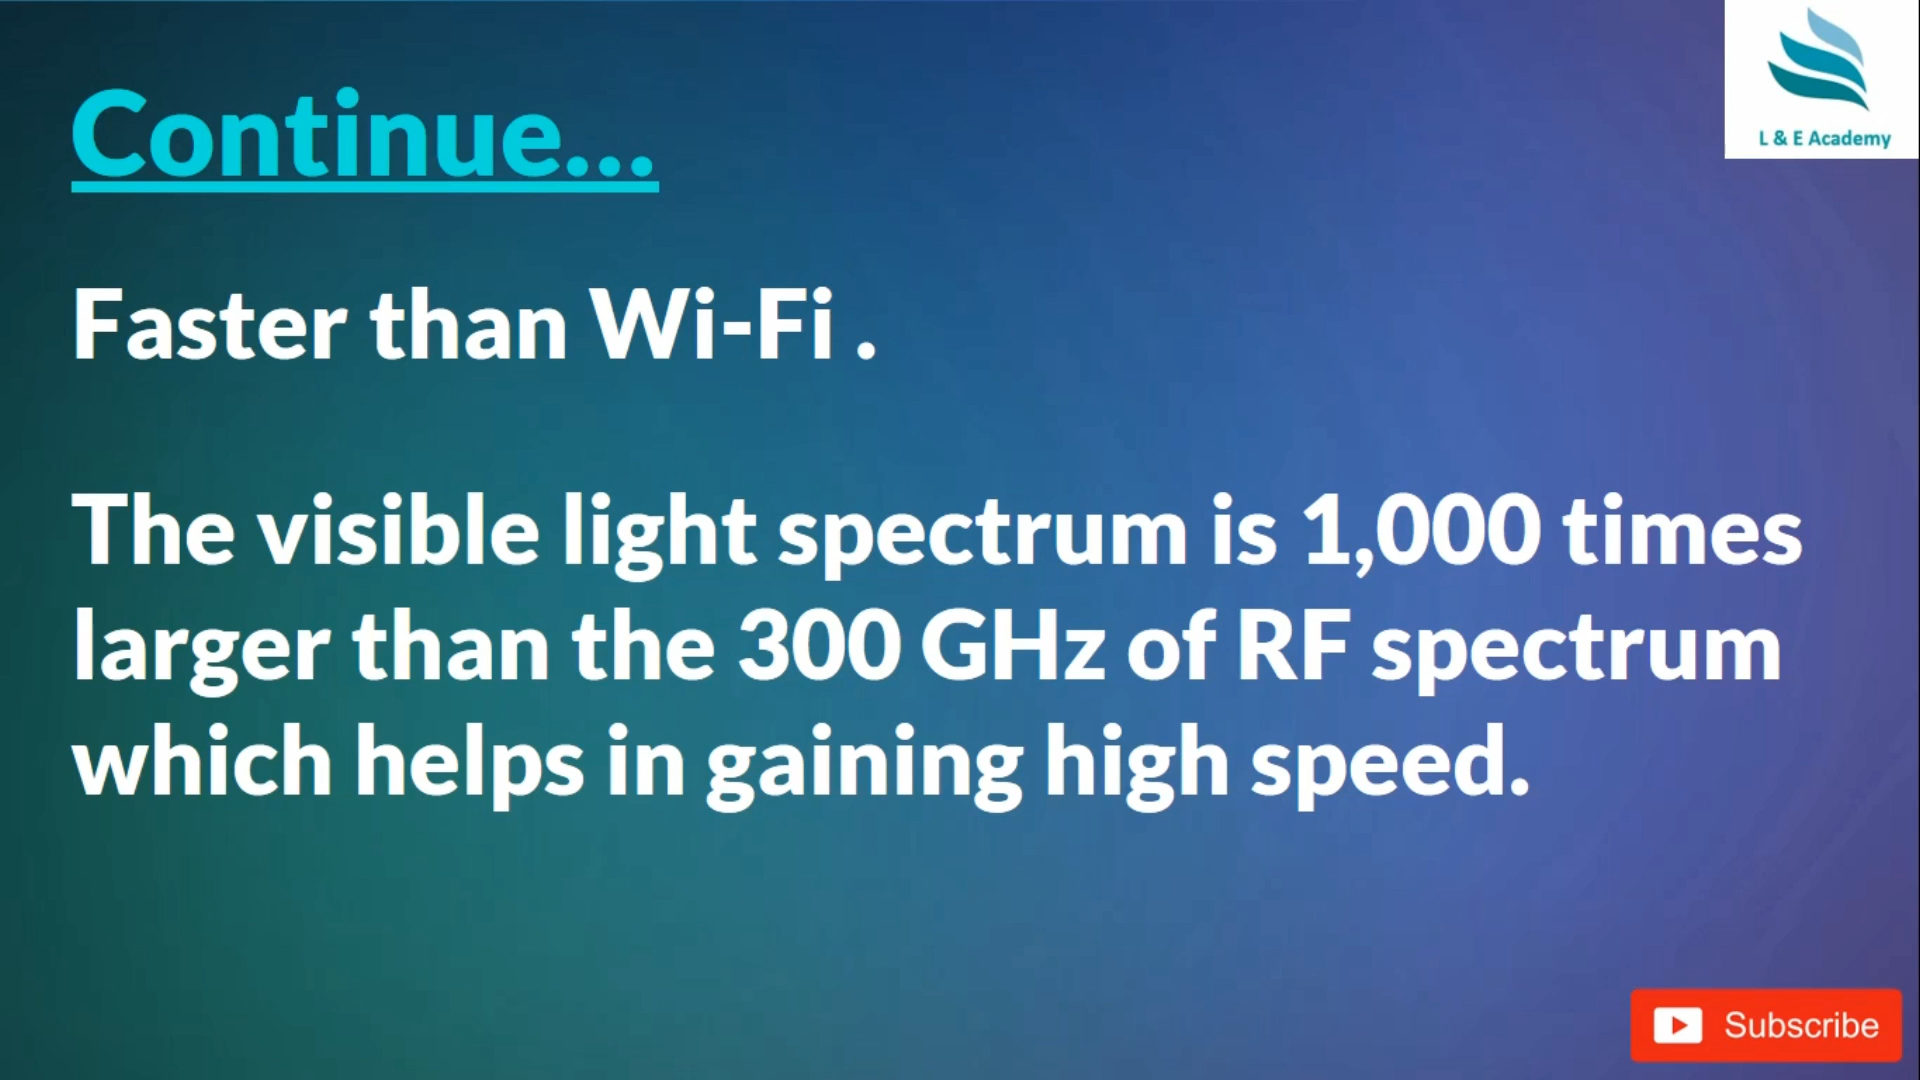 L & E Academy
Continue...
Faster than Wi-Fi .
The visible light spectrum is 1,000 times
larger than the 300 GHz of RF spectrum
which helps in gaining high speed.
Subscribe